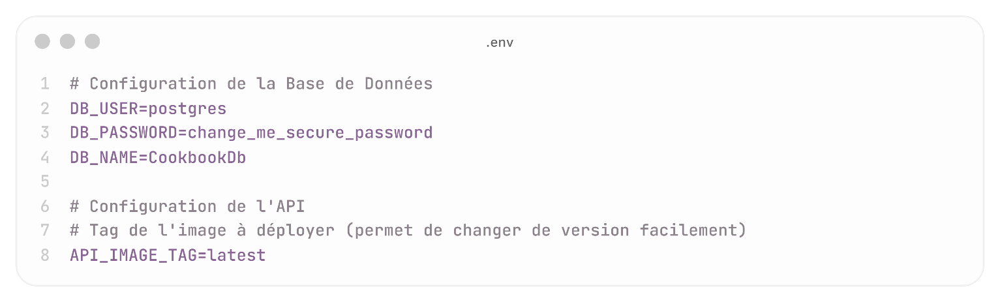 .env
1 # Configuration de la Base de Données
2 DB_USER=postgres
3 DB_PASSWORD=change_me_secure_password
4 DB_NAME=CookbookDb
5
6 # Configuration de l'API
7 # Tag de l'image à déployer (permet de changer de version facilement)
8 API_IMAGE_TAG=latest